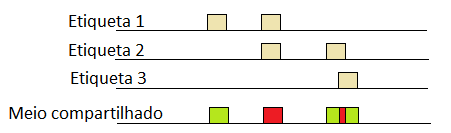 Etiqueta 1
Etiqueta 2
Etiqueta 3
Meio compartilhado